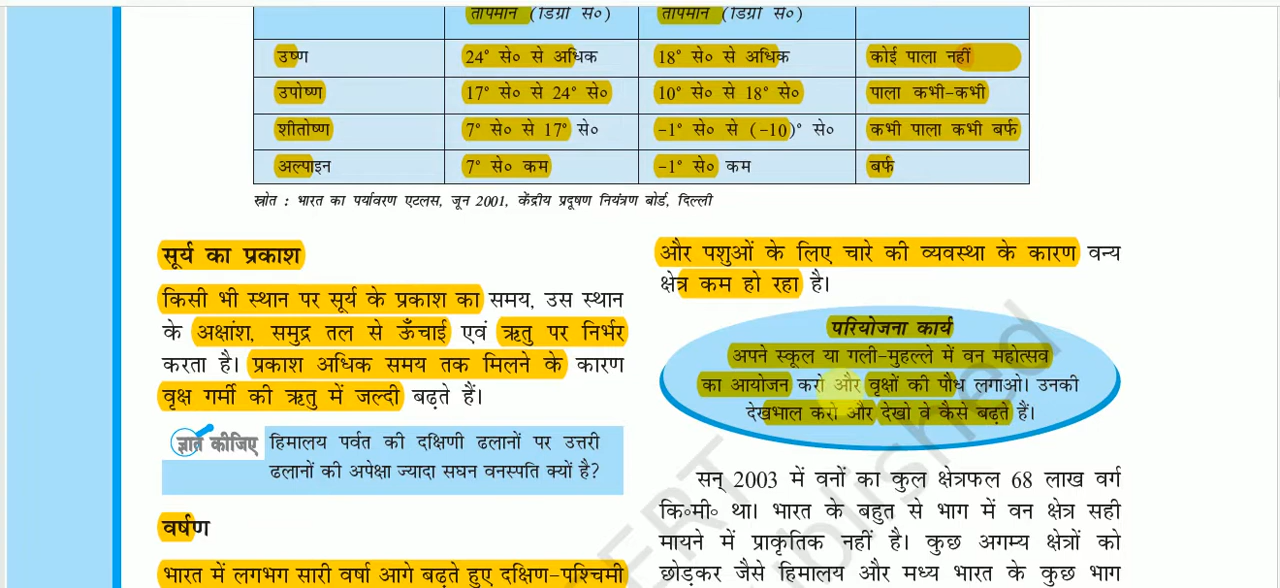 तापमान (डिग्री से०) तापमान (डिग्री से०)
उष्ण 24° से० से अधिक 18° से० से अधिक कोई पाला नहीं
उपोष्ण 17° से० से 24° से० 10° से० से 18° से० पाला कभी-कभी
शीतोष्ण 7° से० से 17° से० -1° से० से (-10)° से० कभी पाला कभी बर्फ
अल्पाइन 7° से० कम -1° से० कम बर्फ
स्रोत : भारत का पर्यावरण एटलस, जून 2001, केंद्रीय प्रदूषण नियंत्रण बोर्ड, दिल्ली
सूर्य का प्रकाश
किसी भी स्थान पर सूर्य के प्रकाश का समय, उस स्थान
के अक्षांश, समुद्र तल से ऊँचाई एवं ऋतु पर निर्भर
करता है। प्रकाश अधिक समय तक मिलने के कारण
वृक्ष गर्मी की ऋतु में जल्दी बढ़ते हैं।
ज्ञात कीजिए
हिमालय पर्वत की दक्षिणी ढलानों पर उत्तरी
ढलानों की अपेक्षा ज्यादा सघन वनस्पति क्यों है?
वर्षण
भारत में लगभग सारी वर्षा आगे बढ़ते हुए दक्षिण-पश्चिमी
और पशुओं के लिए चारे की व्यवस्था के कारण वन्य
क्षेत्र कम हो रहा है।
परियोजना कार्य
अपने स्कूल या गली-मुहल्ले में वन महोत्सव
का आयोजन करो और वृक्षों की पौध लगाओ। उनकी
देखभाल करो और देखो वे कैसे बढ़ते हैं।
सन् 2003 में वनों का कुल क्षेत्रफल 68 लाख वर्ग
कि॰मी॰ था। भारत के बहुत से भाग में वन क्षेत्र सही
मायने में प्राकृतिक नहीं है। कुछ अगम्य क्षेत्रों को
छोड़कर जैसे हिमालय और मध्य भारत के कुछ भाग